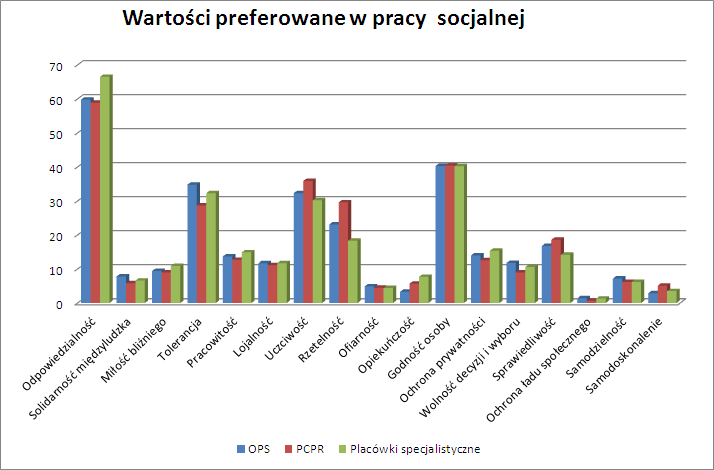 Wartości preferowane w pracy socjalnej
70
60
50
40
30
20
10
0
Odpowiedzialność
Solidarność międzyludzka
Miłość bliźniego
Tolerancja
Pracowitość
Lojalność
Uczciwość
Rzetelność
Ofiarność
Opiekuńczość
Godność osoby
Ochrona prywatności
Wolność decyzji i wyboru
Sprawiedliwość
Ochrona ładu społecznego
Samodzielność
Samodoskonalenie
OPS PCPR Placówki specjalistyczne